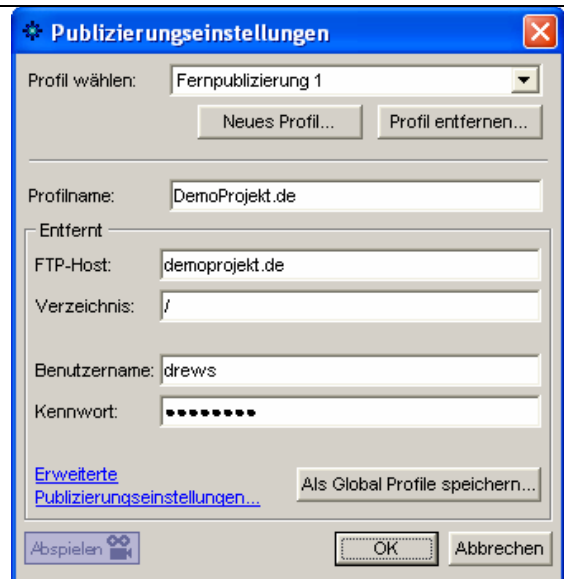 Publizierungseinstellungen
Profil wählen: Fernpublizierung 1
Neues Profil... Profil entfernen...
Profilname: DemoProjekt.de
Entfernt
FTP-Host: demoprojekt.de
Verzeichnis: /
Benutzername: drews
Kennwort: ••••••••
Erweiterte
Publizierungseinstellungen...
Als Global Profile speichern...
Abspielen OK Abbrechen